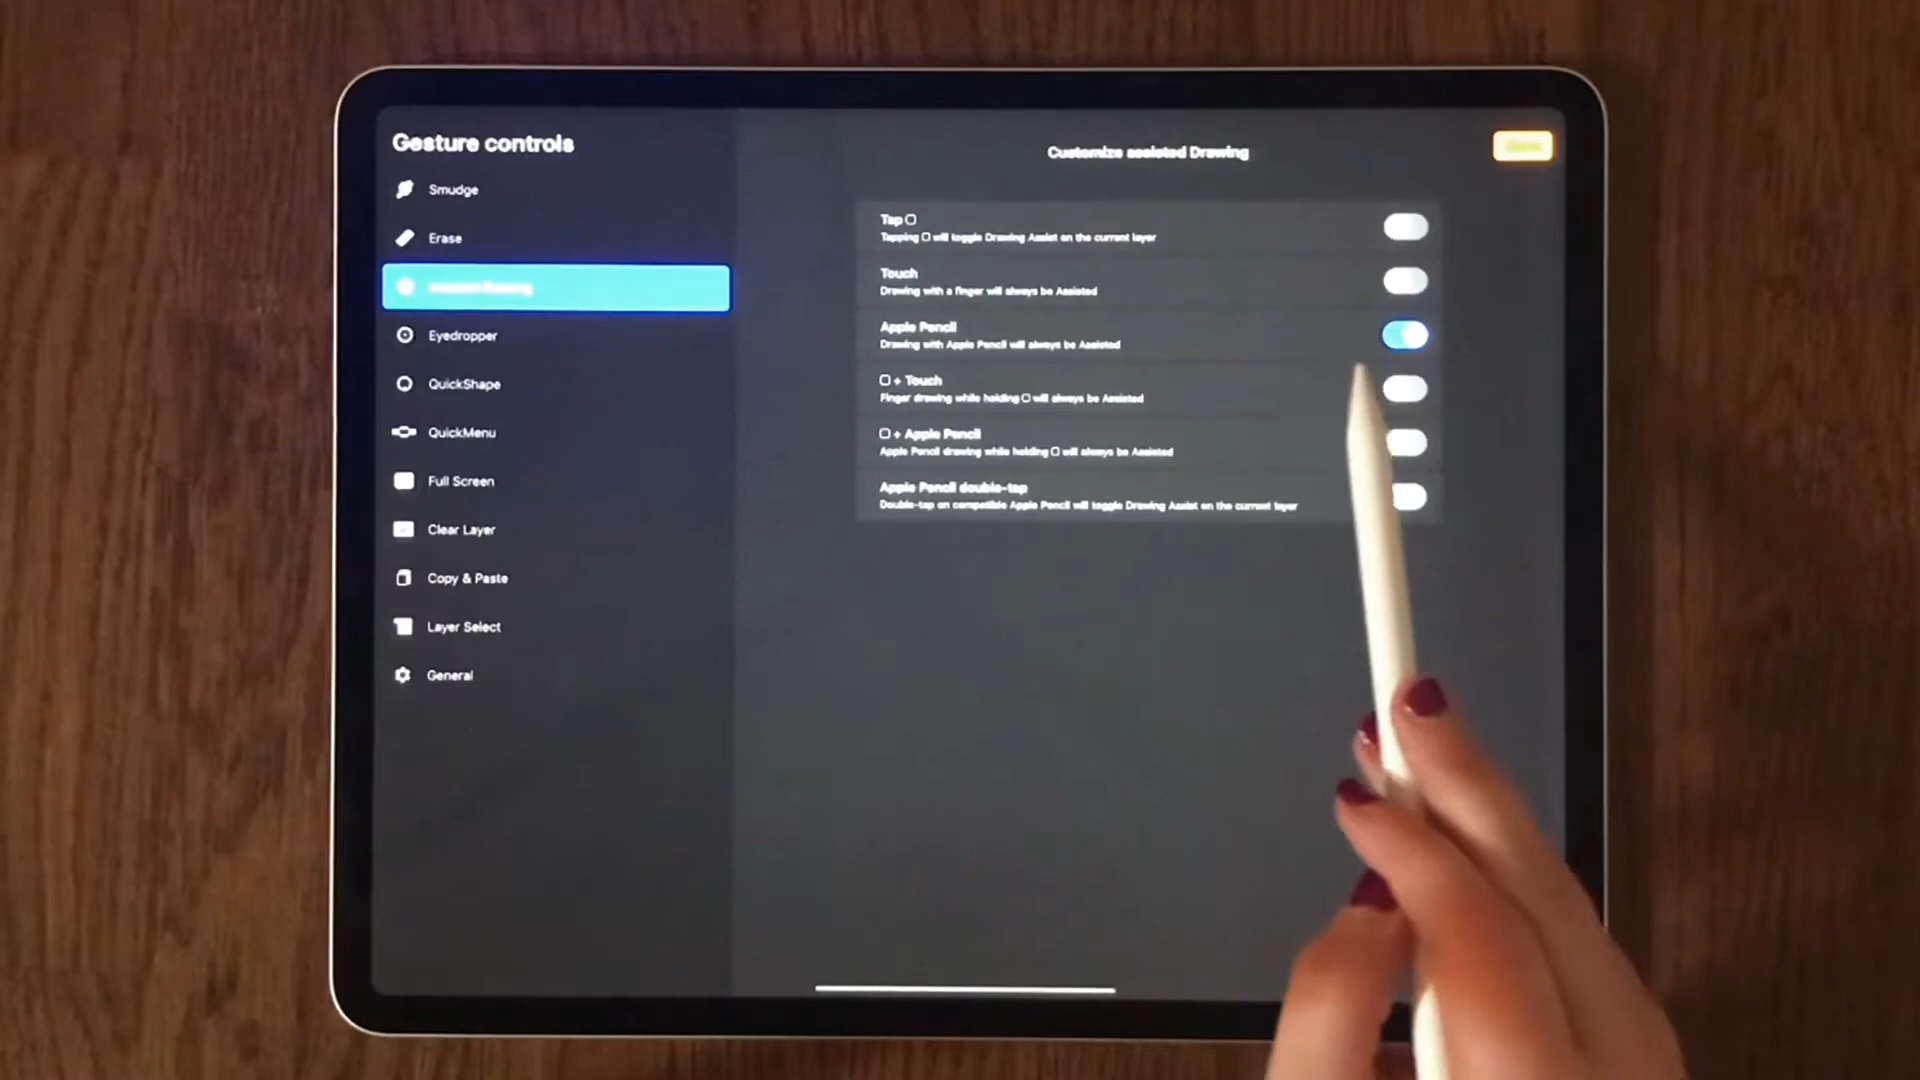 Gesture controls
Smudge
Erase
Eyedropper
QuickShape
QuickMenu
Full Screen
Clear Layer
Copy & Paste
Layer Select
General
Customize assisted Drawing
Tap ▢
Tapping ▢ will toggle Drawing Assist on the current layer
Touch
Drawing with a finger will always be Assisted
Apple Pencil
Drawing with Apple Pencil will always be Assisted
▢ + Touch
Finger drawing while holding ▢ will always be Assisted
▢ + Apple Pencil
Apple Pencil drawing while holding ▢ will always be Assisted
Apple Pencil double-tap
Double-tap on compatible Apple Pencil will toggle Drawing Assist on the current layer